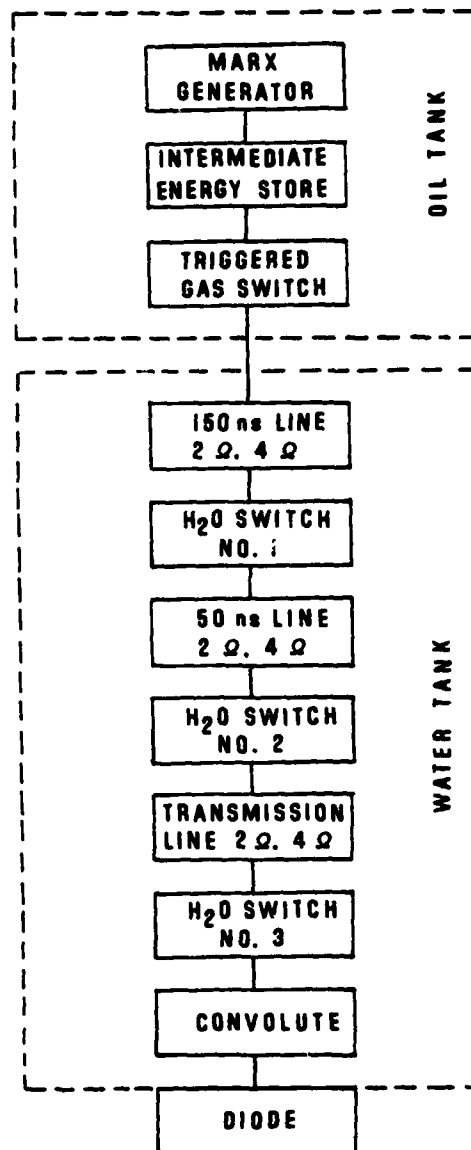 MARX
GENERATOR
INTERMEDIATE
ENERGY STORE
TRIGGERED
GAS SWITCH
OIL TANK
150 ns LINE
2 Ω. 4 Ω
H2O SWITCH
NO. 1
50 ns LINE
2 Ω. 4 Ω
H2O SWITCH
NO. 2
TRANSMISSION
LINE 2 Ω. 4 Ω
H2O SWITCH
NO. 3
CONVOLUTE
WATER TANK
DIODE